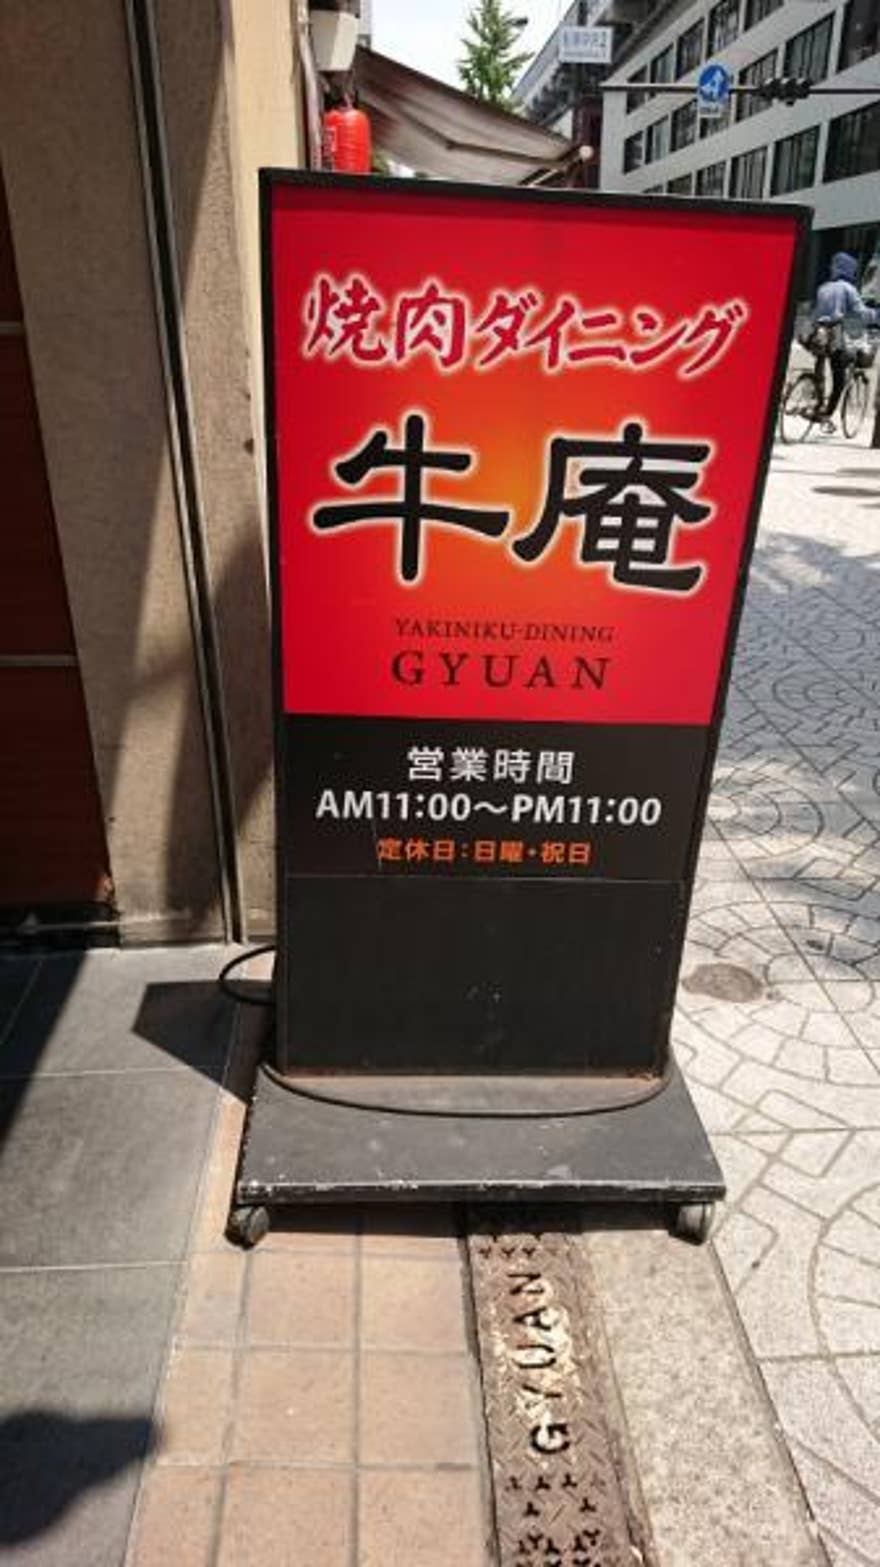 焼肉ダイニング
牛庵
YAKINIKU-DINING
GYUAN
営業時間
AM11:00～PM11:00
定休日:日曜・祝日
GYUAN